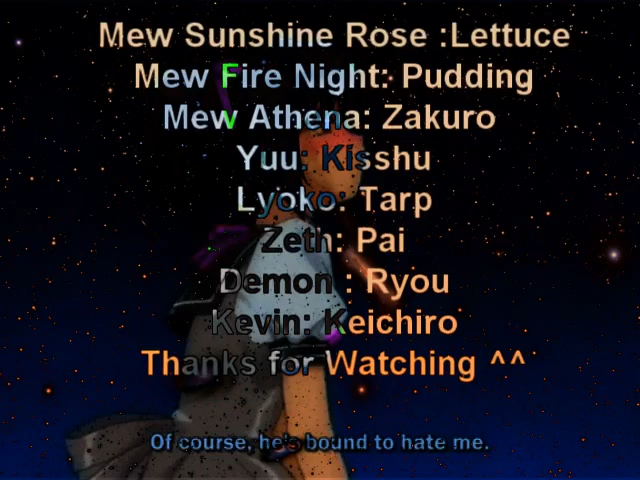 Mew Sunshine Rose :Lettuce
Mew Fire Night: Pudding
Mew Athena: Zakuro
Yuu: Kisshu
Lyoko: Tarp
Zeth: Pai
Demon : Ryou
Kevin: Keichiro
Thanks for Watching ^^
Of course, he's bound to hate me.